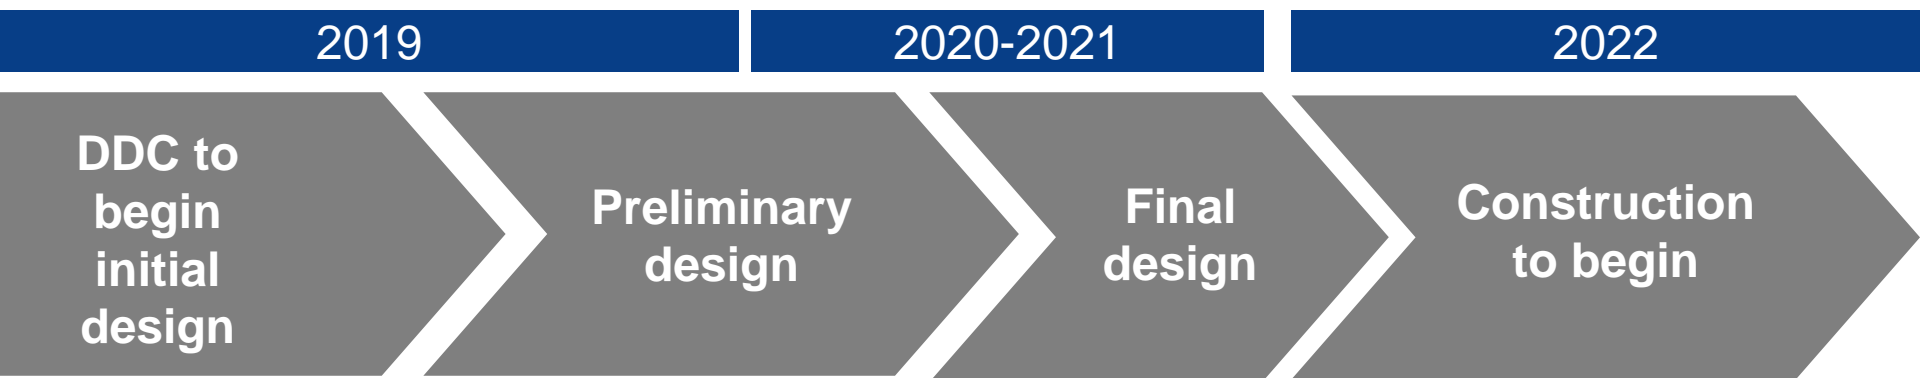 2019
2020-2021
2022
DDC to
begin
initial
design
Preliminary
design
Final
design
Construction
to begin